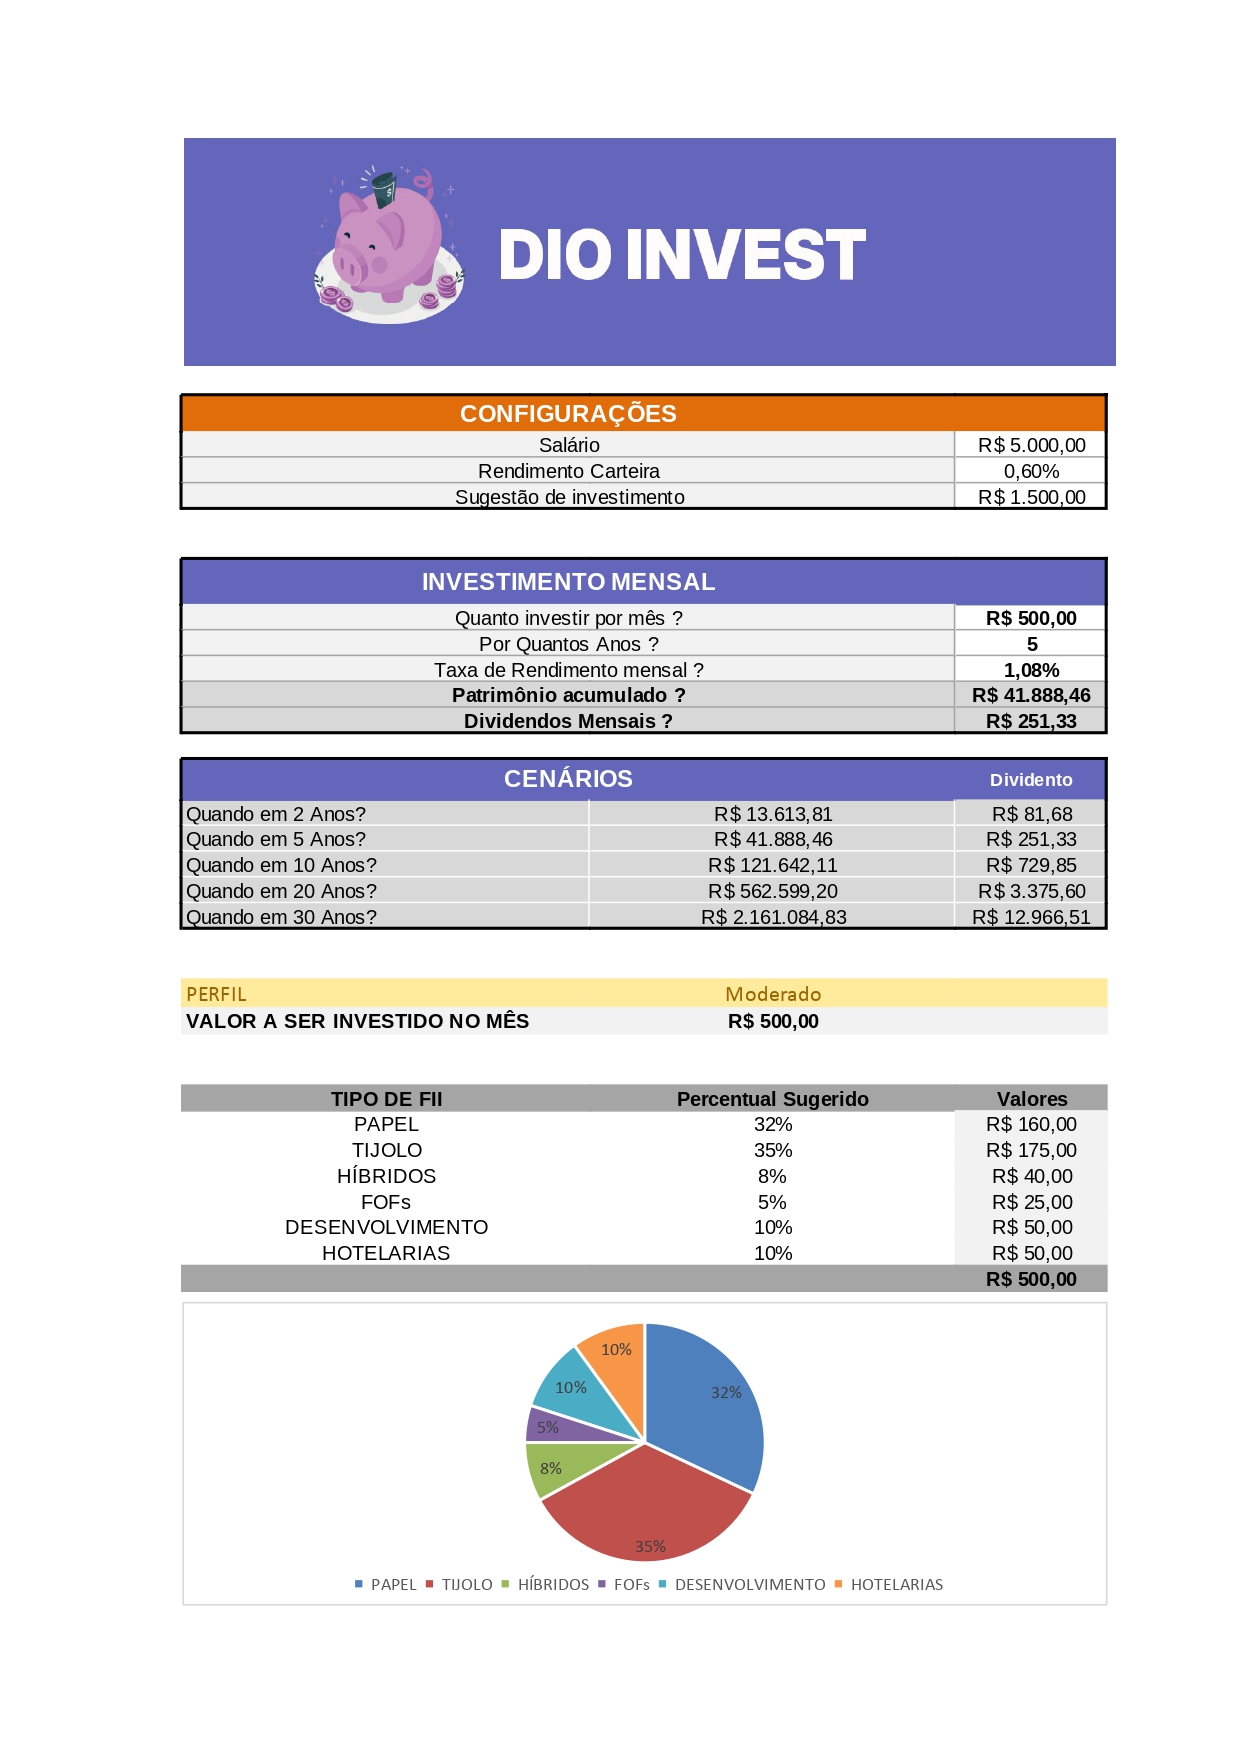 $
DIO INVEST
CONFIGURAÇÕES
Salário R$ 5.000,00
Rendimento Carteira 0,60%
Sugestão de investimento R$ 1.500,00
INVESTIMENTO MENSAL
Quanto investir por mês ? R$ 500,00
Por Quantos Anos ? 5
Taxa de Rendimento mensal ? 1,08%
Patrimônio acumulado ? R$ 41.888,46
Dividendos Mensais ? R$ 251,33
CENÁRIOS Dividento
Quando em 2 Anos? R$ 13.613,81 R$ 81,68
Quando em 5 Anos? R$ 41.888,46 R$ 251,33
Quando em 10 Anos? R$ 121.642,11 R$ 729,85
Quando em 20 Anos? R$ 562.599,20 R$ 3.375,60
Quando em 30 Anos? R$ 2.161.084,83 R$ 12.966,51
PERFIL Moderado
VALOR A SER INVESTIDO NO MÊS R$ 500,00
TIPO DE FII Percentual Sugerido Valores
PAPEL 32% R$ 160,00
TIJOLO 35% R$ 175,00
HÍBRIDOS 8% R$ 40,00
FOFs 5% R$ 25,00
DESENVOLVIMENTO 10% R$ 50,00
HOTELARIAS 10% R$ 50,00
R$ 500,00
10%
10% 32%
5%
8%
35%
PAPEL TIJOLO HÍBRIDOS FOFs DESENVOLVIMENTO HOTELARIAS